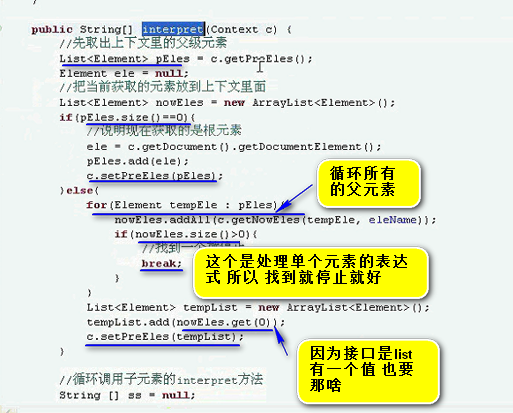 public String[] interpret(Context c) {
//先取出上下文里的父级元素
List<Element> pEles = c.getPreEles();
Element ele = null;
//把当前获取的元素放到上下文里面
List<Element> nowEles = new ArrayList<Element>();
if(pEles.size()==0){
//说明现在获取的是根元素
ele = c.getDocument().getDocumentElement();
pEles.add(ele);
c.setPreEles(pEles);
}else{
循环所有
的父元素
for(Element tempEle : pEles){
nowEles.addAll(c.getNowEles(tempEle, eleName));
if(nowEles.size()>0){
//找到一个
break;
这个是处理单个元素的表达
式 所以 找到就停止就好
}
}
List<Element> tempList = new ArrayList<Element>();
tempList.add(nowEles.get(0));
c.setPreEles(tempList);
}
因为接口是list
有一个值 也要
那啥
//循环调用子元素的interpret方法
String [] ss = null;